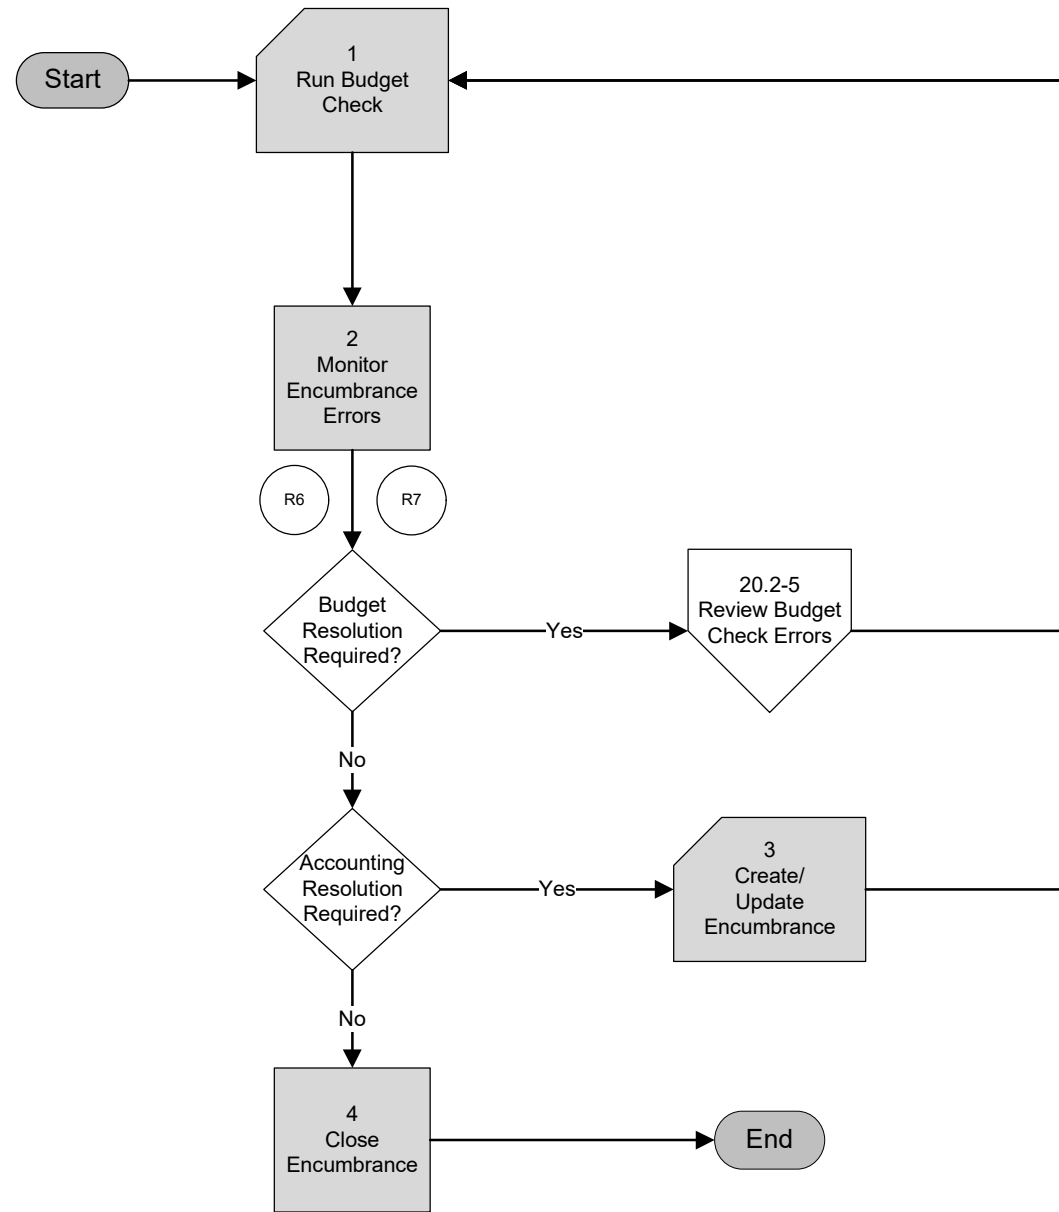 Start
1
Run Budget
Check
2
Monitor
Encumbrance
Errors
R6
R7
Budget
Resolution
Required?
Yes
20.2-5
Review Budget
Check Errors
No
Accounting
Resolution
Required?
Yes
3
Create/
Update
Encumbrance
No
4
Close
Encumbrance
End